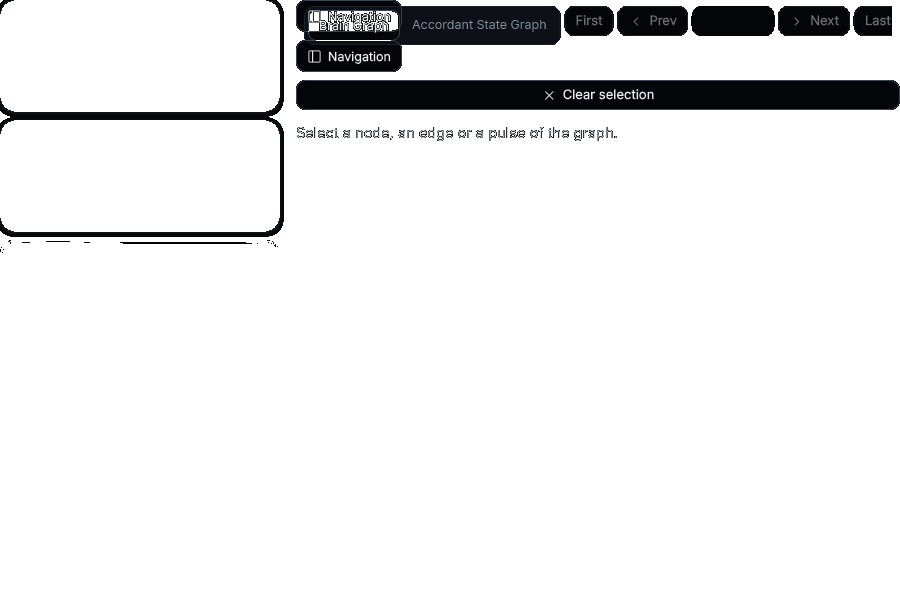 Navigation
Brain Graph
Accordant State Graph
First
Prev
Next
Last
Navigation
Clear selection
Select a node, an edge or a pulse of the graph.